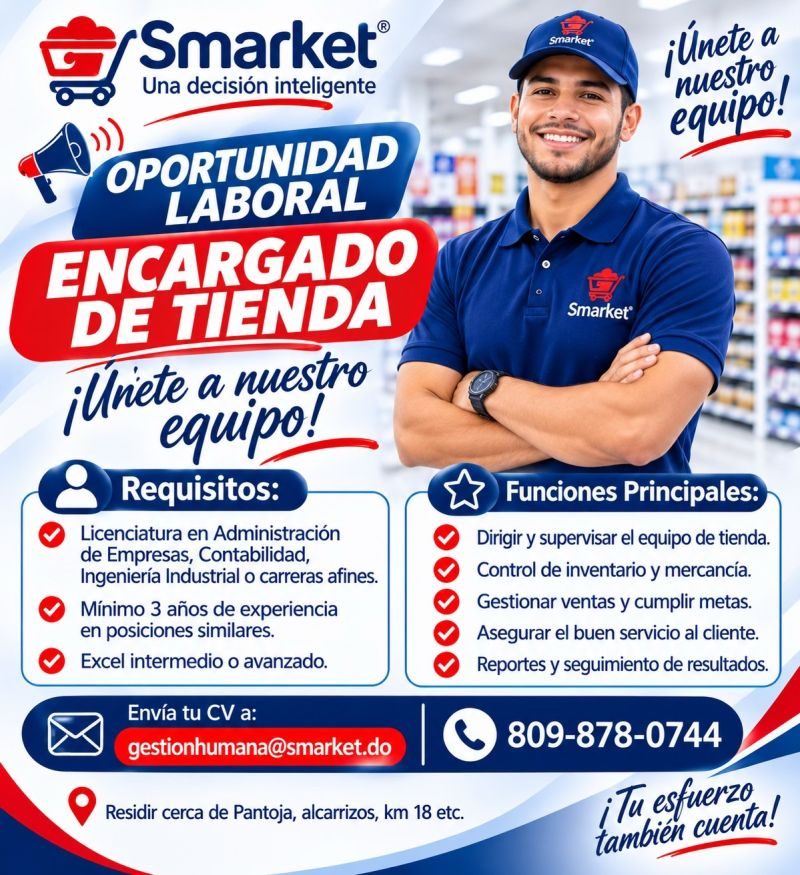 Smarket®
Una decisión inteligente
¡Únete a
nuestro
equipo!
Smarket®
OPORTUNIDAD
LABORAL
ENCARGADO
DE TIENDA
¡Únete a nuestro
equipo!
Smarket®
Requisitos:
Licenciatura en Administración
de Empresas, Contabilidad,
Ingeniería Industrial o carreras afines.
Mínimo 3 años de experiencia
en posiciones similares.
Excel intermedio o avanzado.
Funciones Principales:
Dirigir y supervisar el equipo de tienda.
Control de inventario y mercancía.
Gestionar ventas y cumplir metas.
Asegurar el buen servicio al cliente.
Reportes y seguimiento de resultados.
Envía tu CV a:
gestionhumana@smarket.do
809-878-0744
Residir cerca de Pantoja, alcarrizos, km 18 etc.
¡Tu esfuerzo
también cuenta!